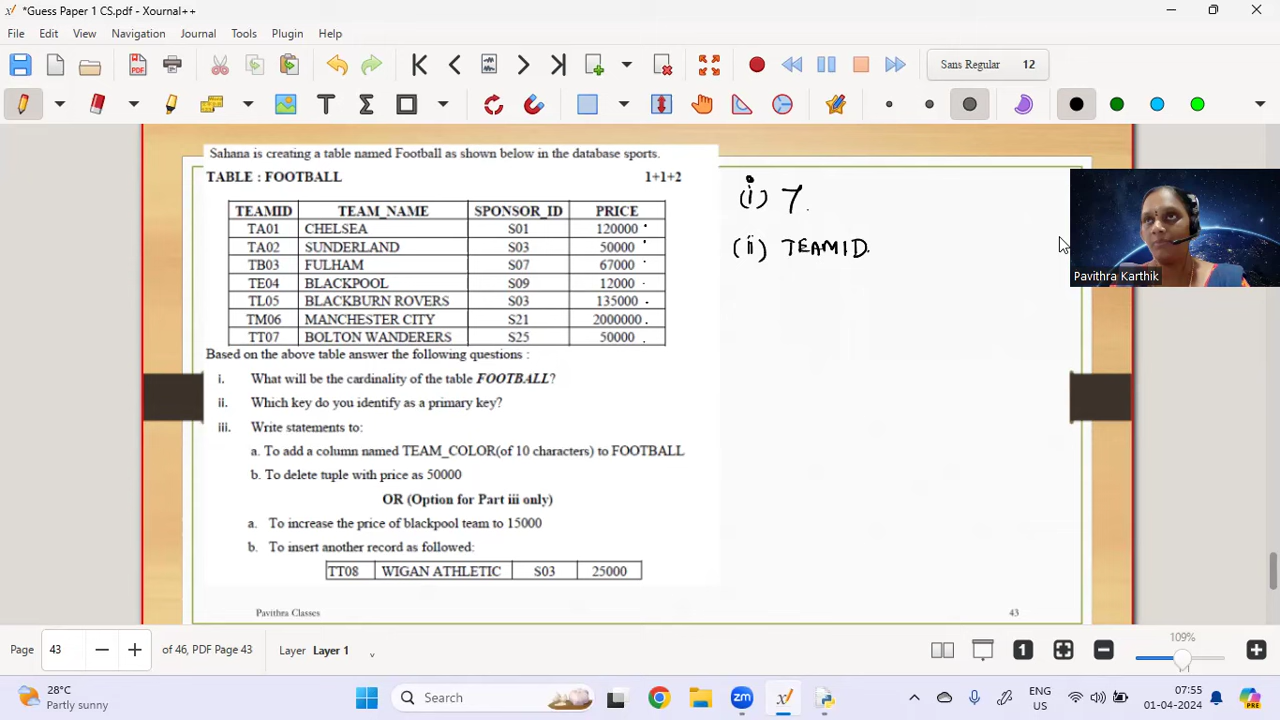 *Guess Paper 1 CS.pdf - Xournal++
File Edit View Navigation Journal Tools Plugin Help
Sans Regular 12
Sahana is creating a table named Football as shown below in the database sports.
TABLE : FOOTBALL 1+1+2
TEAMID TEAM_NAME SPONSOR_ID PRICE
TA01 CHELSEA S01 120000
TA02 SUNDERLAND S03 50000
TB03 FULHAM S07 67000
TE04 BLACKPOOL S09 12000
TL05 BLACKBURN ROVERS S03 135000
TM06 MANCHESTER CITY S21 2000000
TT07 BOLTON WANDERERS S25 50000
Based on the above table answer the following questions :
i. What will be the cardinality of the table FOOTBALL?
ii. Which key do you identify as a primary key?
iii. Write statements to:
a. To add a column named TEAM_COLOR(of 10 characters) to FOOTBALL
b. To delete tuple with price as 50000
OR (Option for Part iii only)
a. To increase the price of blackpool team to 15000
b. To insert another record as followed:
TT08 WIGAN ATHLETIC S03 25000
(i) 7.
(ii) TEAMID.
Pavithra Karthik
Pavithra Classes 43
Page 43 of 46, PDF Page 43 Layer Layer 1 109%
28°C
Partly sunny
Search
ENG
US
07:55
01-04-2024